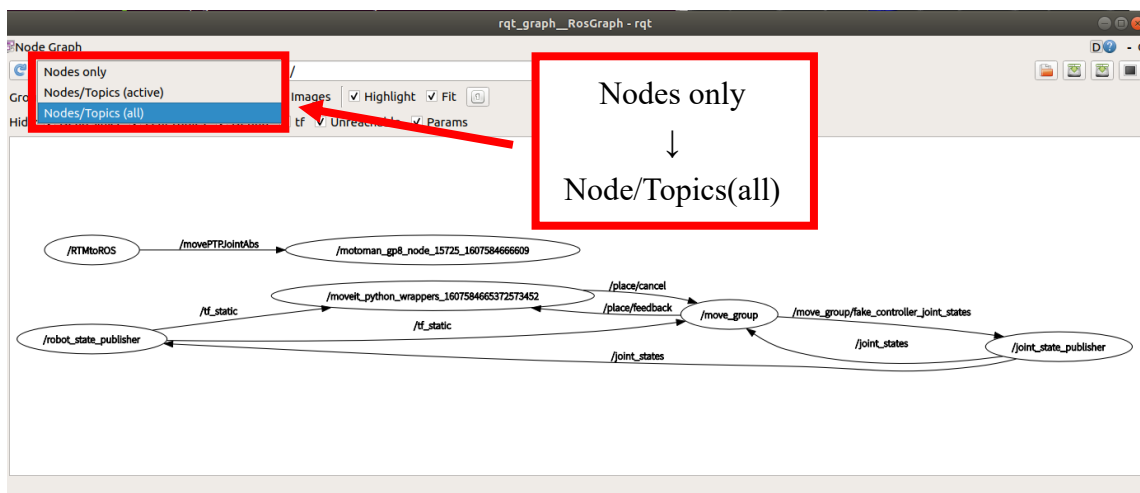 rqt_graph__RosGraph - rqt
Node Graph
D - 
Nodes only
/
Nodes/Topics (active)
Gro
Images Highlight Fit
Nodes/Topics (all)
Hid
tf Unreachable Params
Nodes only
↓
Node/Topics(all)
/RTMtoROS
/movePTPJointAbs
/motoman_gp8_node_15725_1607584666609
/moveit_python_wrappers_1607584665372573452
/place/cancel
/place/feedback
/tf_static
/move_group
/move_group/fake_controller_joint_states
/robot_state_publisher
/tf_static
/joint_states
/joint_state_publisher
/joint_states